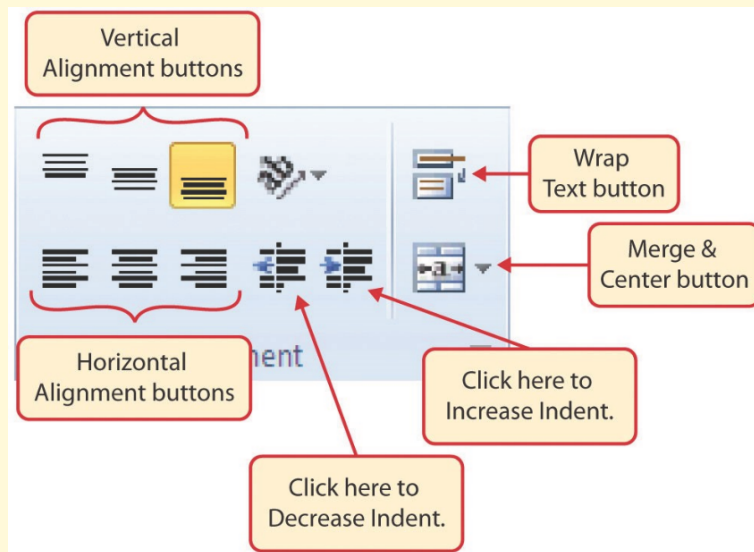 Vertical
Alignment buttons
Wrap
Text button
a
Merge &
Center button
Horizontal
Alignment buttons
ment
Click here to
Increase Indent.
Click here to
Decrease Indent.